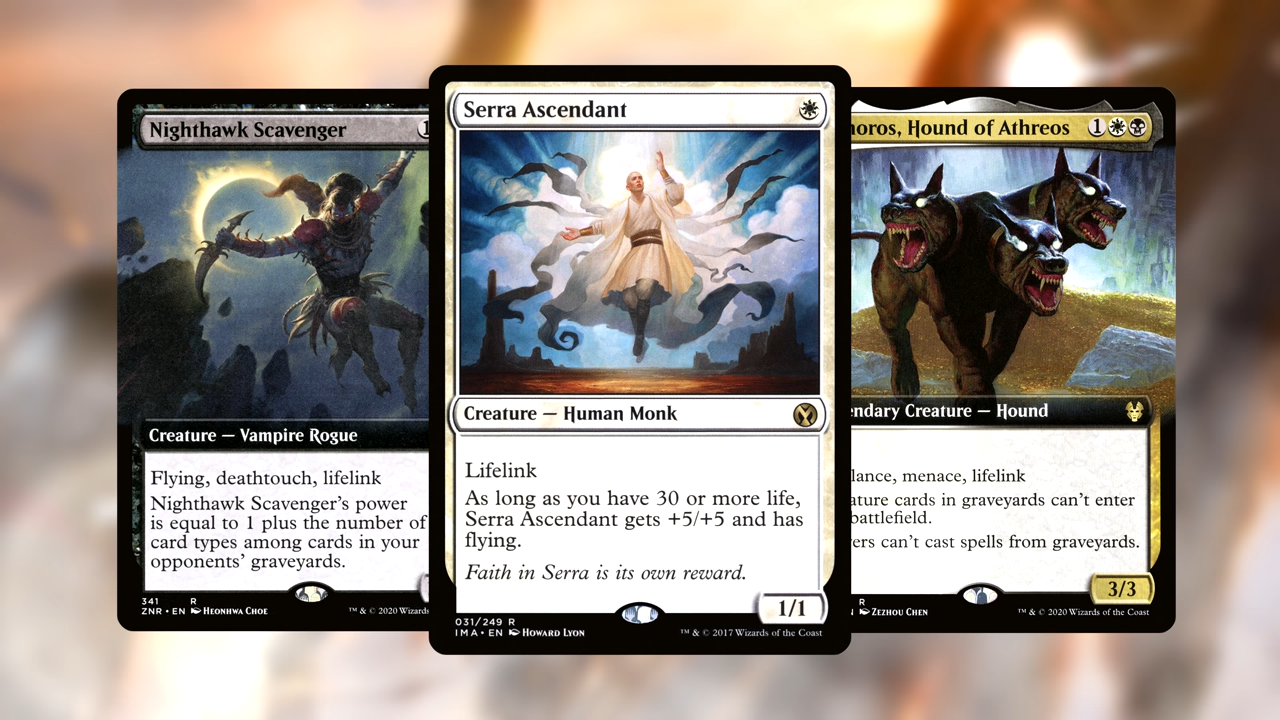 Nighthawk Scavenger
Creature — Vampire Rogue
Flying, deathtouch, lifelink
Nighthawk Scavenger's power
is equal to 1 plus the number of
card types among cards in your
opponents' graveyards.
341 R
ZNR • EN Heonhwa Choe
™ & © 2020 Wizards
Serra Ascendant
Creature — Human Monk
Lifelink
As long as you have 30 or more life,
Serra Ascendant gets +5/+5 and has
flying.
Faith in Serra is its own reward.
1/1
031/249 R
IMA • EN Howard Lyon
™ & © 2017 Wizards of the Coast
noros, Hound of Athreos 1
endary Creature — Hound
lance, menace, lifelink
ature cards in graveyards can't enter
battlefield.
ers can't cast spells from graveyards.
3/3
R
N Zezhou Chen
™ & © 2020 Wizards of the Coast